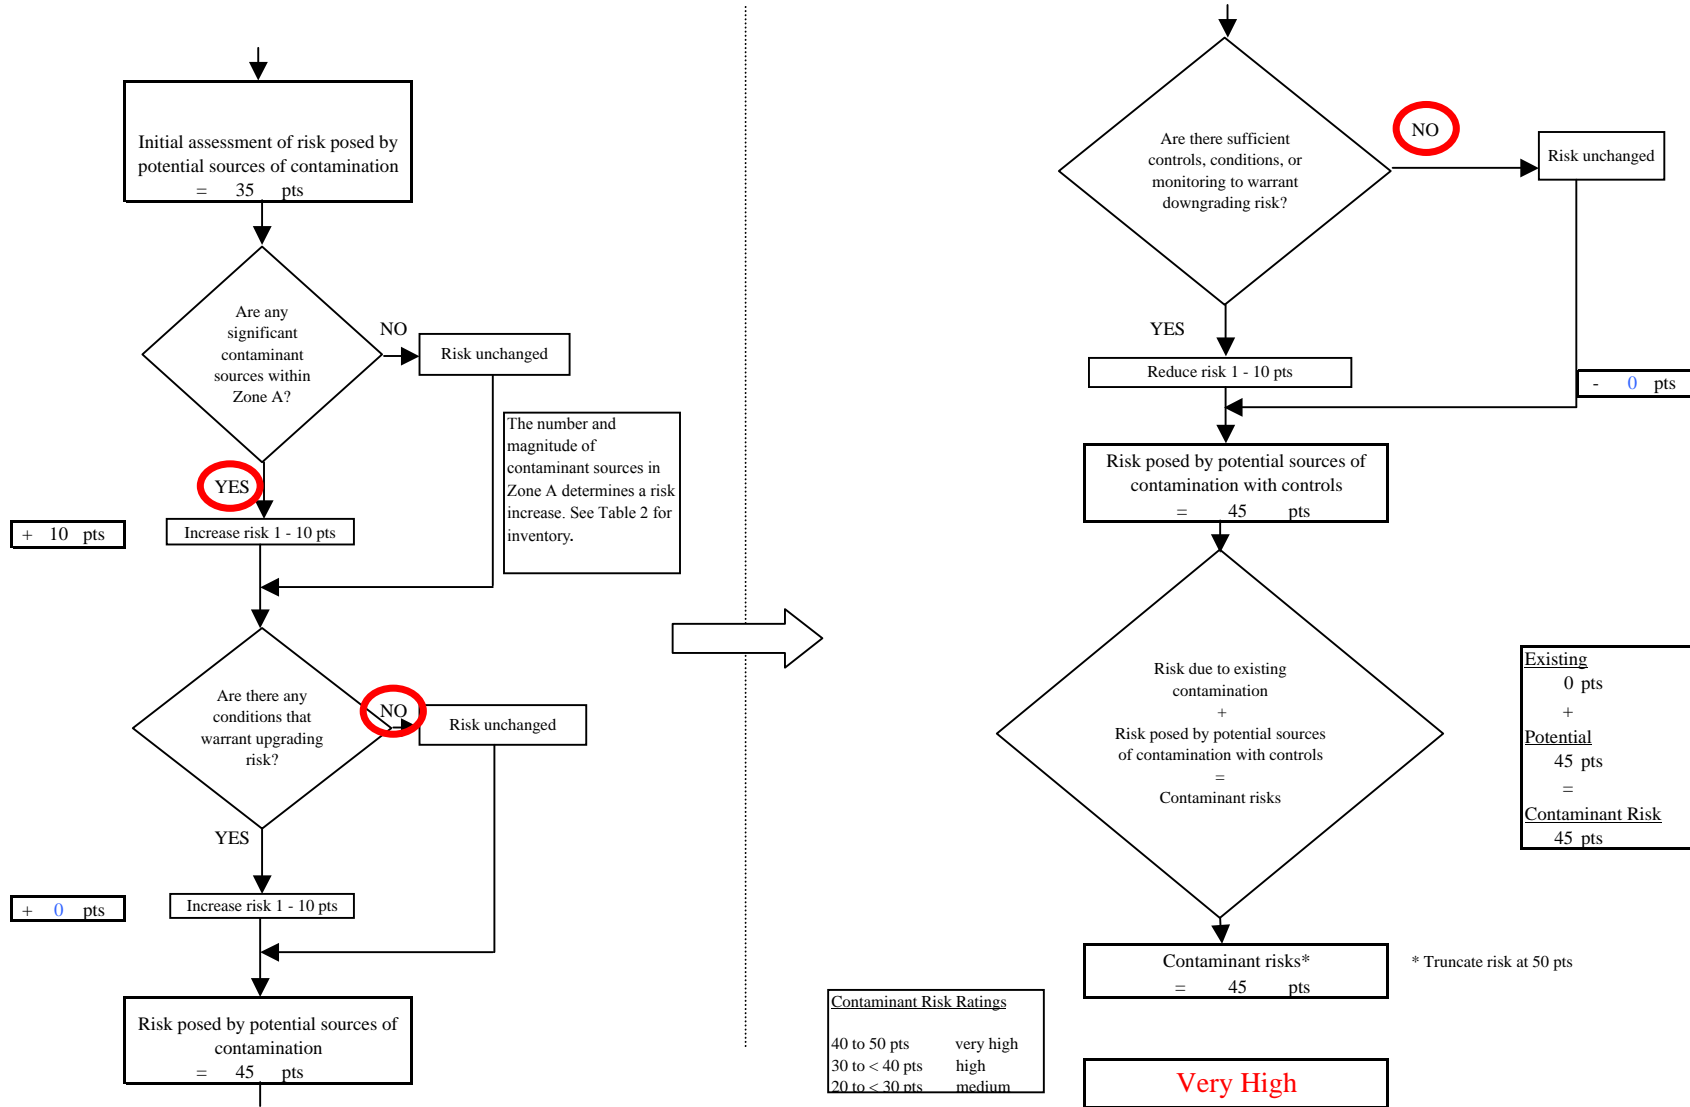 Initial assessment of risk posed by
potential sources of contamination
= 35 pts
Are any
significant
contaminant
sources within
Zone A?
NO
Risk unchanged
The number and
magnitude of
contaminant sources in
Zone A determines a risk
increase. See Table 2 for
inventory.
YES
+ 10 pts
Increase risk 1 - 10 pts
Are there any
conditions that
warrant upgrading
risk?
NO
Risk unchanged
YES
+ 0 pts
Increase risk 1 - 10 pts
Risk posed by potential sources of
contamination
= 45 pts
Are there sufficient
controls, conditions, or
monitoring to warrant
downgrading risk?
NO
Risk unchanged
YES
Reduce risk 1 - 10 pts
- 0 pts
Risk posed by potential sources of
contamination with controls
= 45 pts
Risk due to existing
contamination
+
Risk posed by potential sources
of contamination with controls
=
Contaminant risks
Existing
0 pts
+
Potential
45 pts
=
Contaminant Risk
45 pts
Contaminant risks*
= 45 pts
* Truncate risk at 50 pts
Contaminant Risk Ratings
40 to 50 pts very high
30 to < 40 pts high
20 to < 30 pts medium
Very High